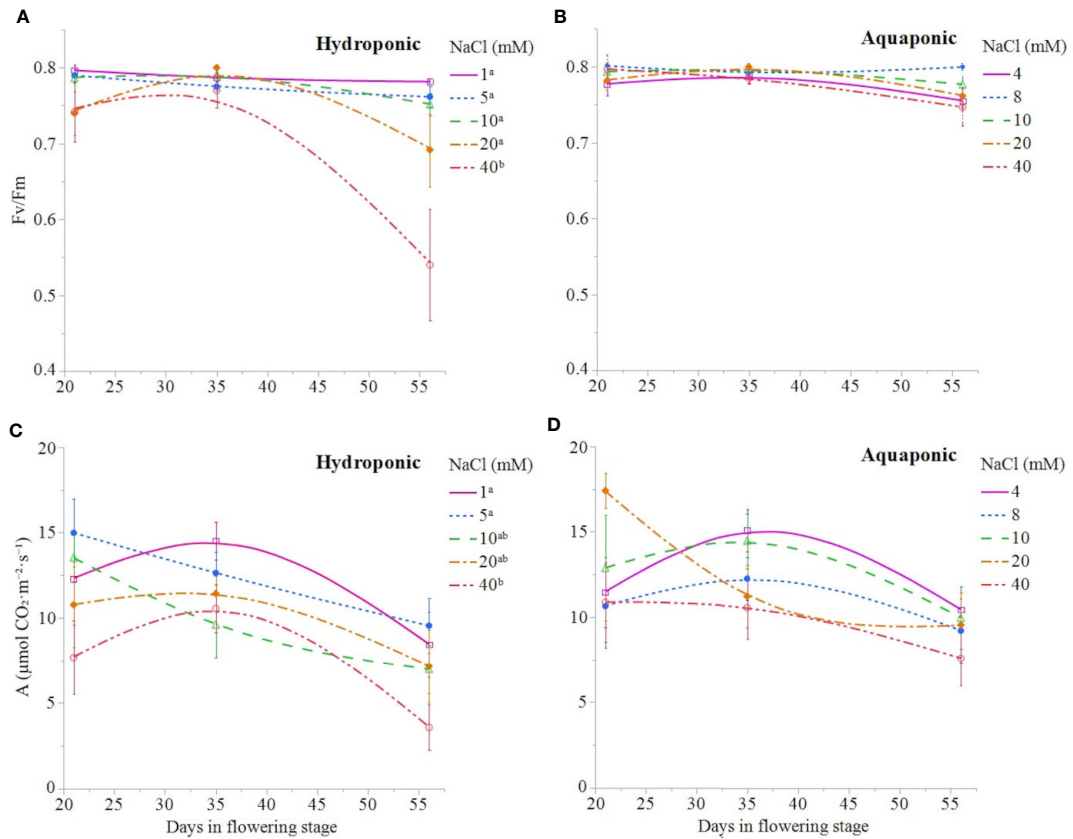 A
Hydroponic
NaCl (mM)
1ᵃ
5ᵃ
10ᵃ
20ᵃ
40ᵇ
Fv/Fm
0.8
0.7
0.6
0.5
0.4
20 25 30 35 40 45 50 55
B
Aquaponic
NaCl (mM)
4
8
10
20
40
0.8
0.7
0.6
0.5
0.4
20 25 30 35 40 45 50 55
C
Hydroponic
NaCl (mM)
1ᵃ
5ᵃ
10ᵃᵇ
20ᵃᵇ
40ᵇ
A (μmol CO₂·m⁻²·s⁻¹)
20
15
10
5
0
20 25 30 35 40 45 50 55
Days in flowering stage
D
Aquaponic
NaCl (mM)
4
8
10
20
40
20
15
10
5
0
20 25 30 35 40 45 50 55
Days in flowering stage